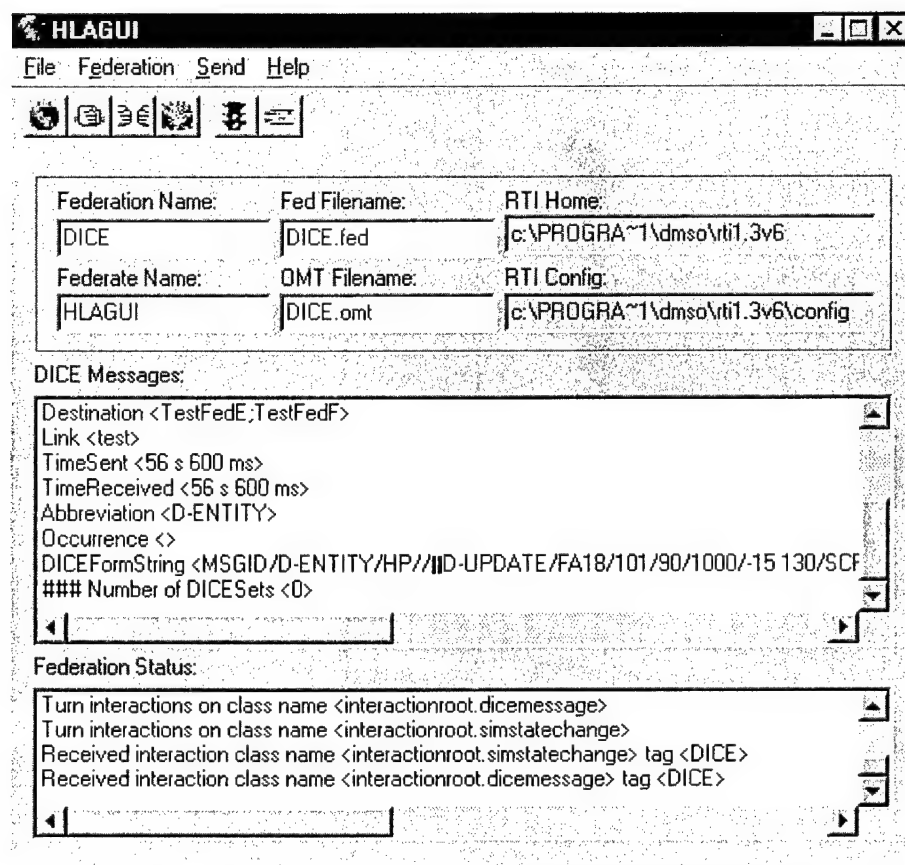 HLAGUI
File Federation Send Help
Federation Name: Fed Filename: RTI Home:
DICE DICE.fed c:\PROGRA~1\dmso\rti1.3v6
Federate Name: OMT Filename: RTI Config:
HLAGUI DICE.omt c:\PROGRA~1\dmso\rti1.3v6\config
DICE Messages:
Destination <TestFedE;TestFedF>
Link <test>
TimeSent <56 s 600 ms>
TimeReceived <56 s 600 ms>
Abbreviation <D-ENTITY>
Occurrence <>
DICEFormString <MSGID/D-ENTITY/HP//||D-UPDATE/FA18/101/90/1000/-15 130/SCF
### Number of DICESets <0>
Federation Status:
Turn interactions on class name <interactionroot.dicemessage>
Turn interactions on class name <interactionroot.simstatechange>
Received interaction class name <interactionroot.simstatechange> tag <DICE>
Received interaction class name <interactionroot.dicemessage> tag <DICE>